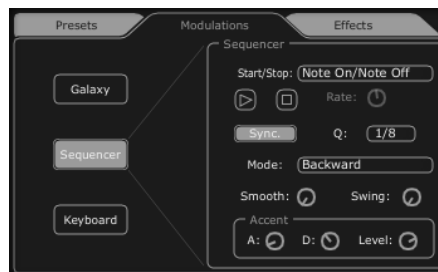 Presets Modulations Effects
Sequencer
Start/Stop: Note On/Note Off
Galaxy
Rate:
Sync. Q: 1/8
Sequencer
Mode: Backward
Smooth: Swing:
Keyboard
Accent
A: D: Level: